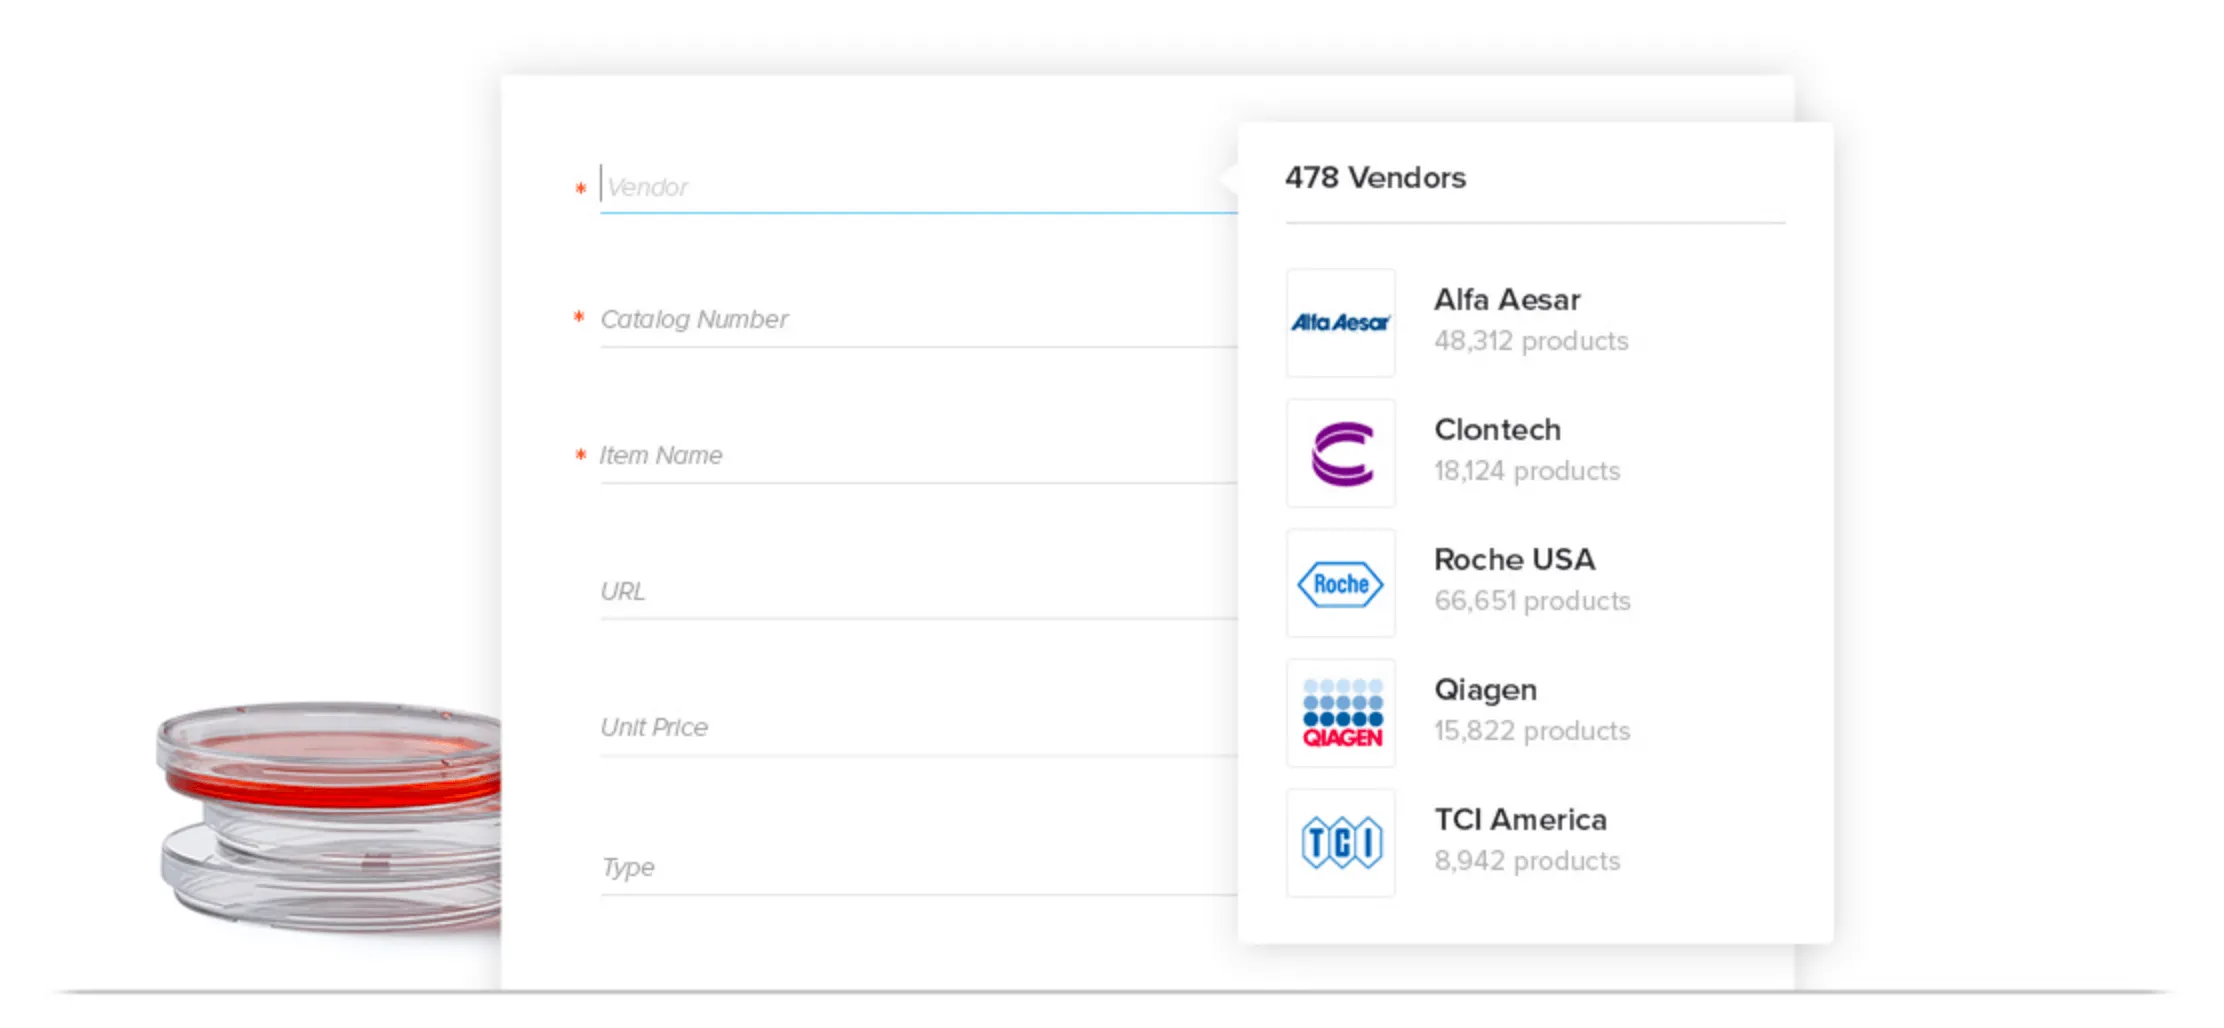 * Vendor
* Catalog Number
* Item Name
URL
Unit Price
Type
478 Vendors
Alfa Aesar
Alfa Aesar
48,312 products
Clontech
18,124 products
Roche
Roche USA
66,651 products
QIAGEN
Qiagen
15,822 products
TCI
TCI America
8,942 products